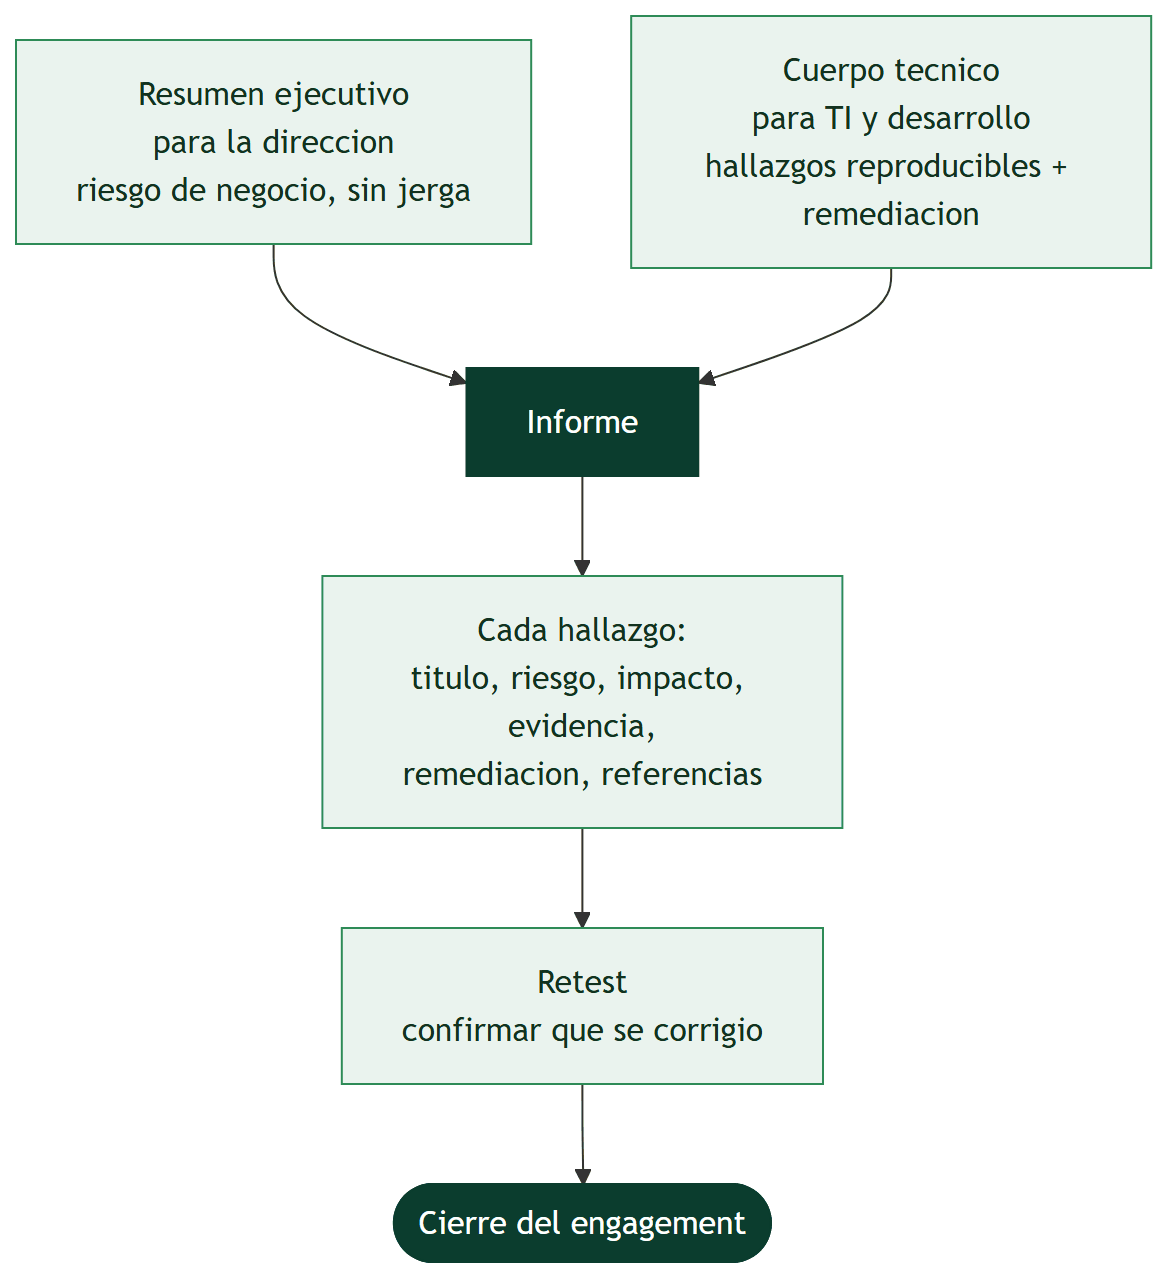 Resumen ejecutivo
para la direccion
riesgo de negocio, sin jerga
Cuerpo tecnico
para TI y desarrollo
hallazgos reproducibles +
remediacion
Informe
Cada hallazgo:
titulo, riesgo, impacto,
evidencia,
remediacion, referencias
Retest
confirmar que se corrigio
Cierre del engagement